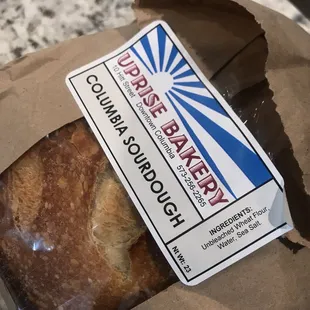 UPRISE BAKERY
10 Hitt Street
Downtown Columbia
573-256-2265
COLUMBIA SOURDOUGH
INGREDIENTS:
Unbleached Wheat Flour,
Water, Sea Salt.
Nt Wt: 23